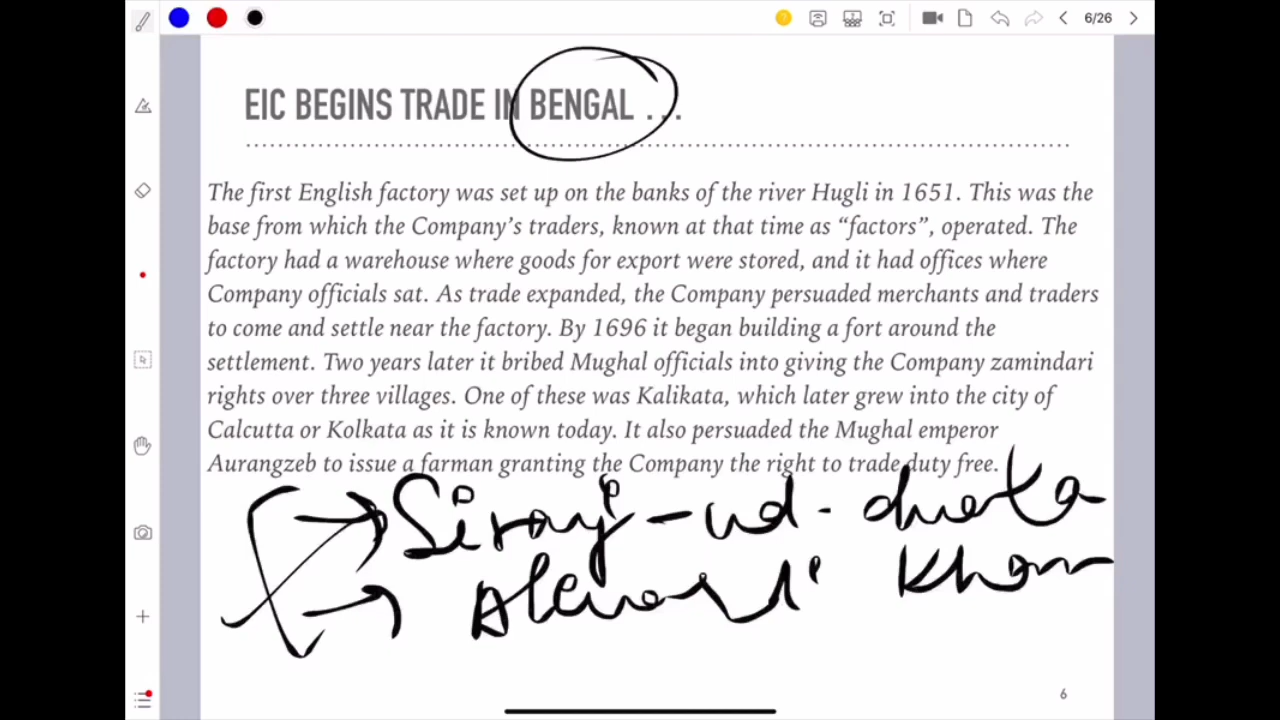 6/26
EIC BEGINS TRADE IN BENGAL ...
The first English factory was set up on the banks of the river Hugli in 1651. This was the
base from which the Company’s traders, known at that time as “factors”, operated. The
factory had a warehouse where goods for export were stored, and it had offices where
Company officials sat. As trade expanded, the Company persuaded merchants and traders
to come and settle near the factory. By 1696 it began building a fort around the
settlement. Two years later it bribed Mughal officials into giving the Company zamindari
rights over three villages. One of these was Kalikata, which later grew into the city of
Calcutta or Kolkata as it is known today. It also persuaded the Mughal emperor
Aurangzeb to issue a farman granting the Company the right to trade duty free.
Siraj-ud-
Khan
6